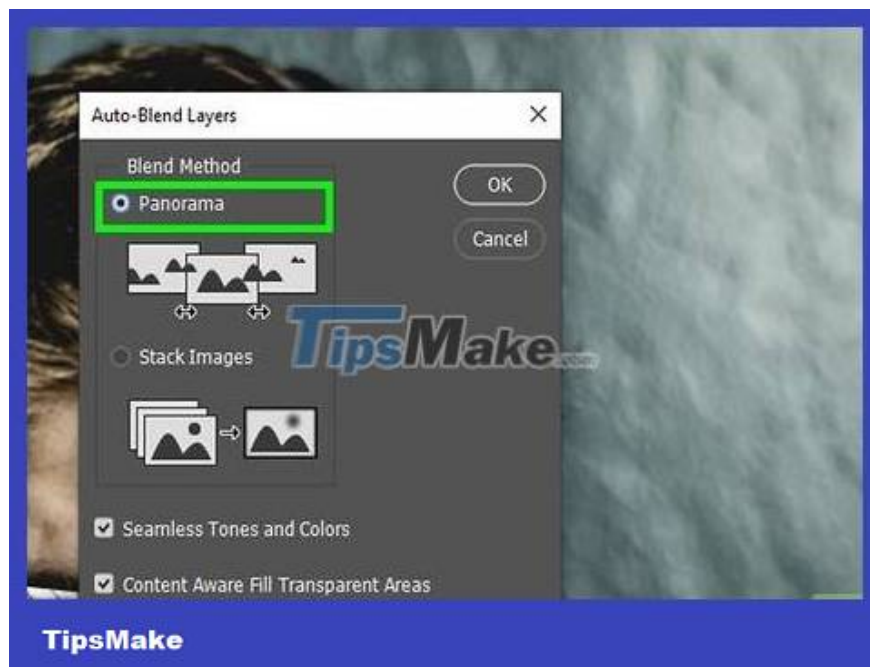 Auto-Blend Layers
Blend Method
Panorama
OK
Cancel
TipsMake.com
Stack Images
Seamless Tones and Colors
Content Aware Fill Transparent Areas
TipsMake